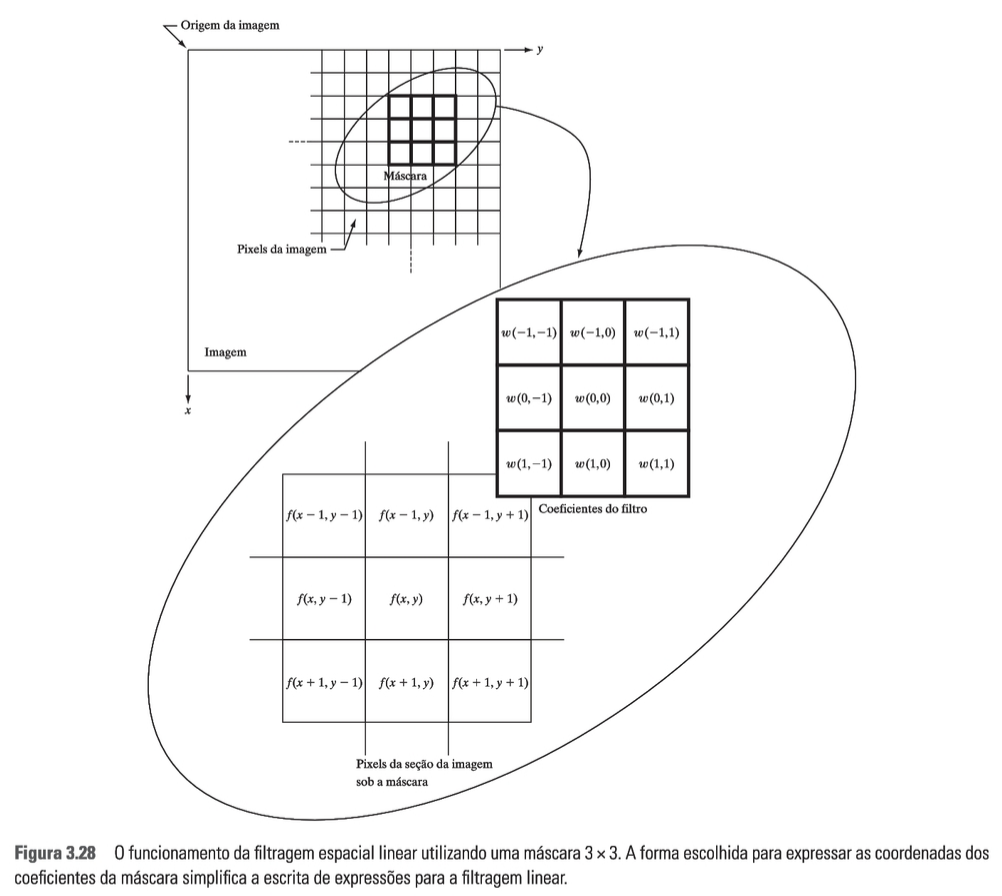 Origem da imagem
y
Máscara
Pixels da imagem
Imagem
x
w(−1,−1) w(−1,0) w(−1,1)
w(0,−1) w(0,0) w(0,1)
w(1,−1) w(1,0) w(1,1)
Coeficientes do filtro
f(x − 1, y − 1) f(x − 1, y) f(x − 1, y + 1)
f(x, y − 1) f(x, y) f(x, y + 1)
f(x + 1, y − 1) f(x + 1, y) f(x + 1, y + 1)
Pixels da seção da imagem
sob a máscara
Figura 3.28 O funcionamento da filtragem espacial linear utilizando uma máscara 3 × 3. A forma escolhida para expressar as coordenadas dos
coeficientes da máscara simplifica a escrita de expressões para a filtragem linear.